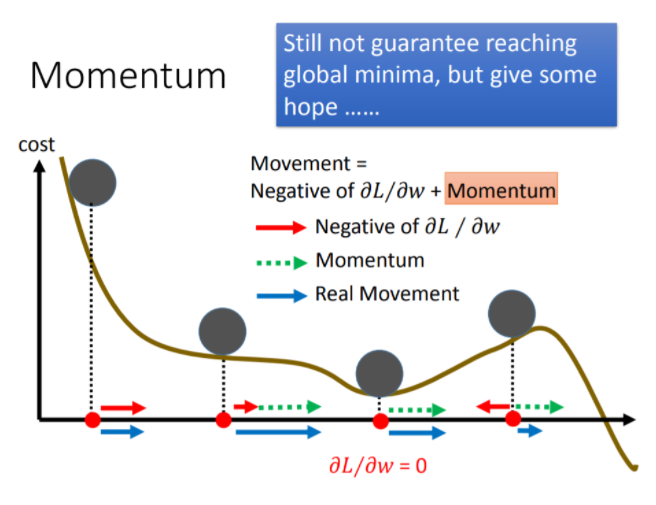 Momentum
Still not guarantee reaching
global minima, but give some
hope ……
cost
Movement =
Negative of ∂L/∂w + Momentum
Negative of ∂L / ∂w
Momentum
Real Movement
∂L/∂w = 0